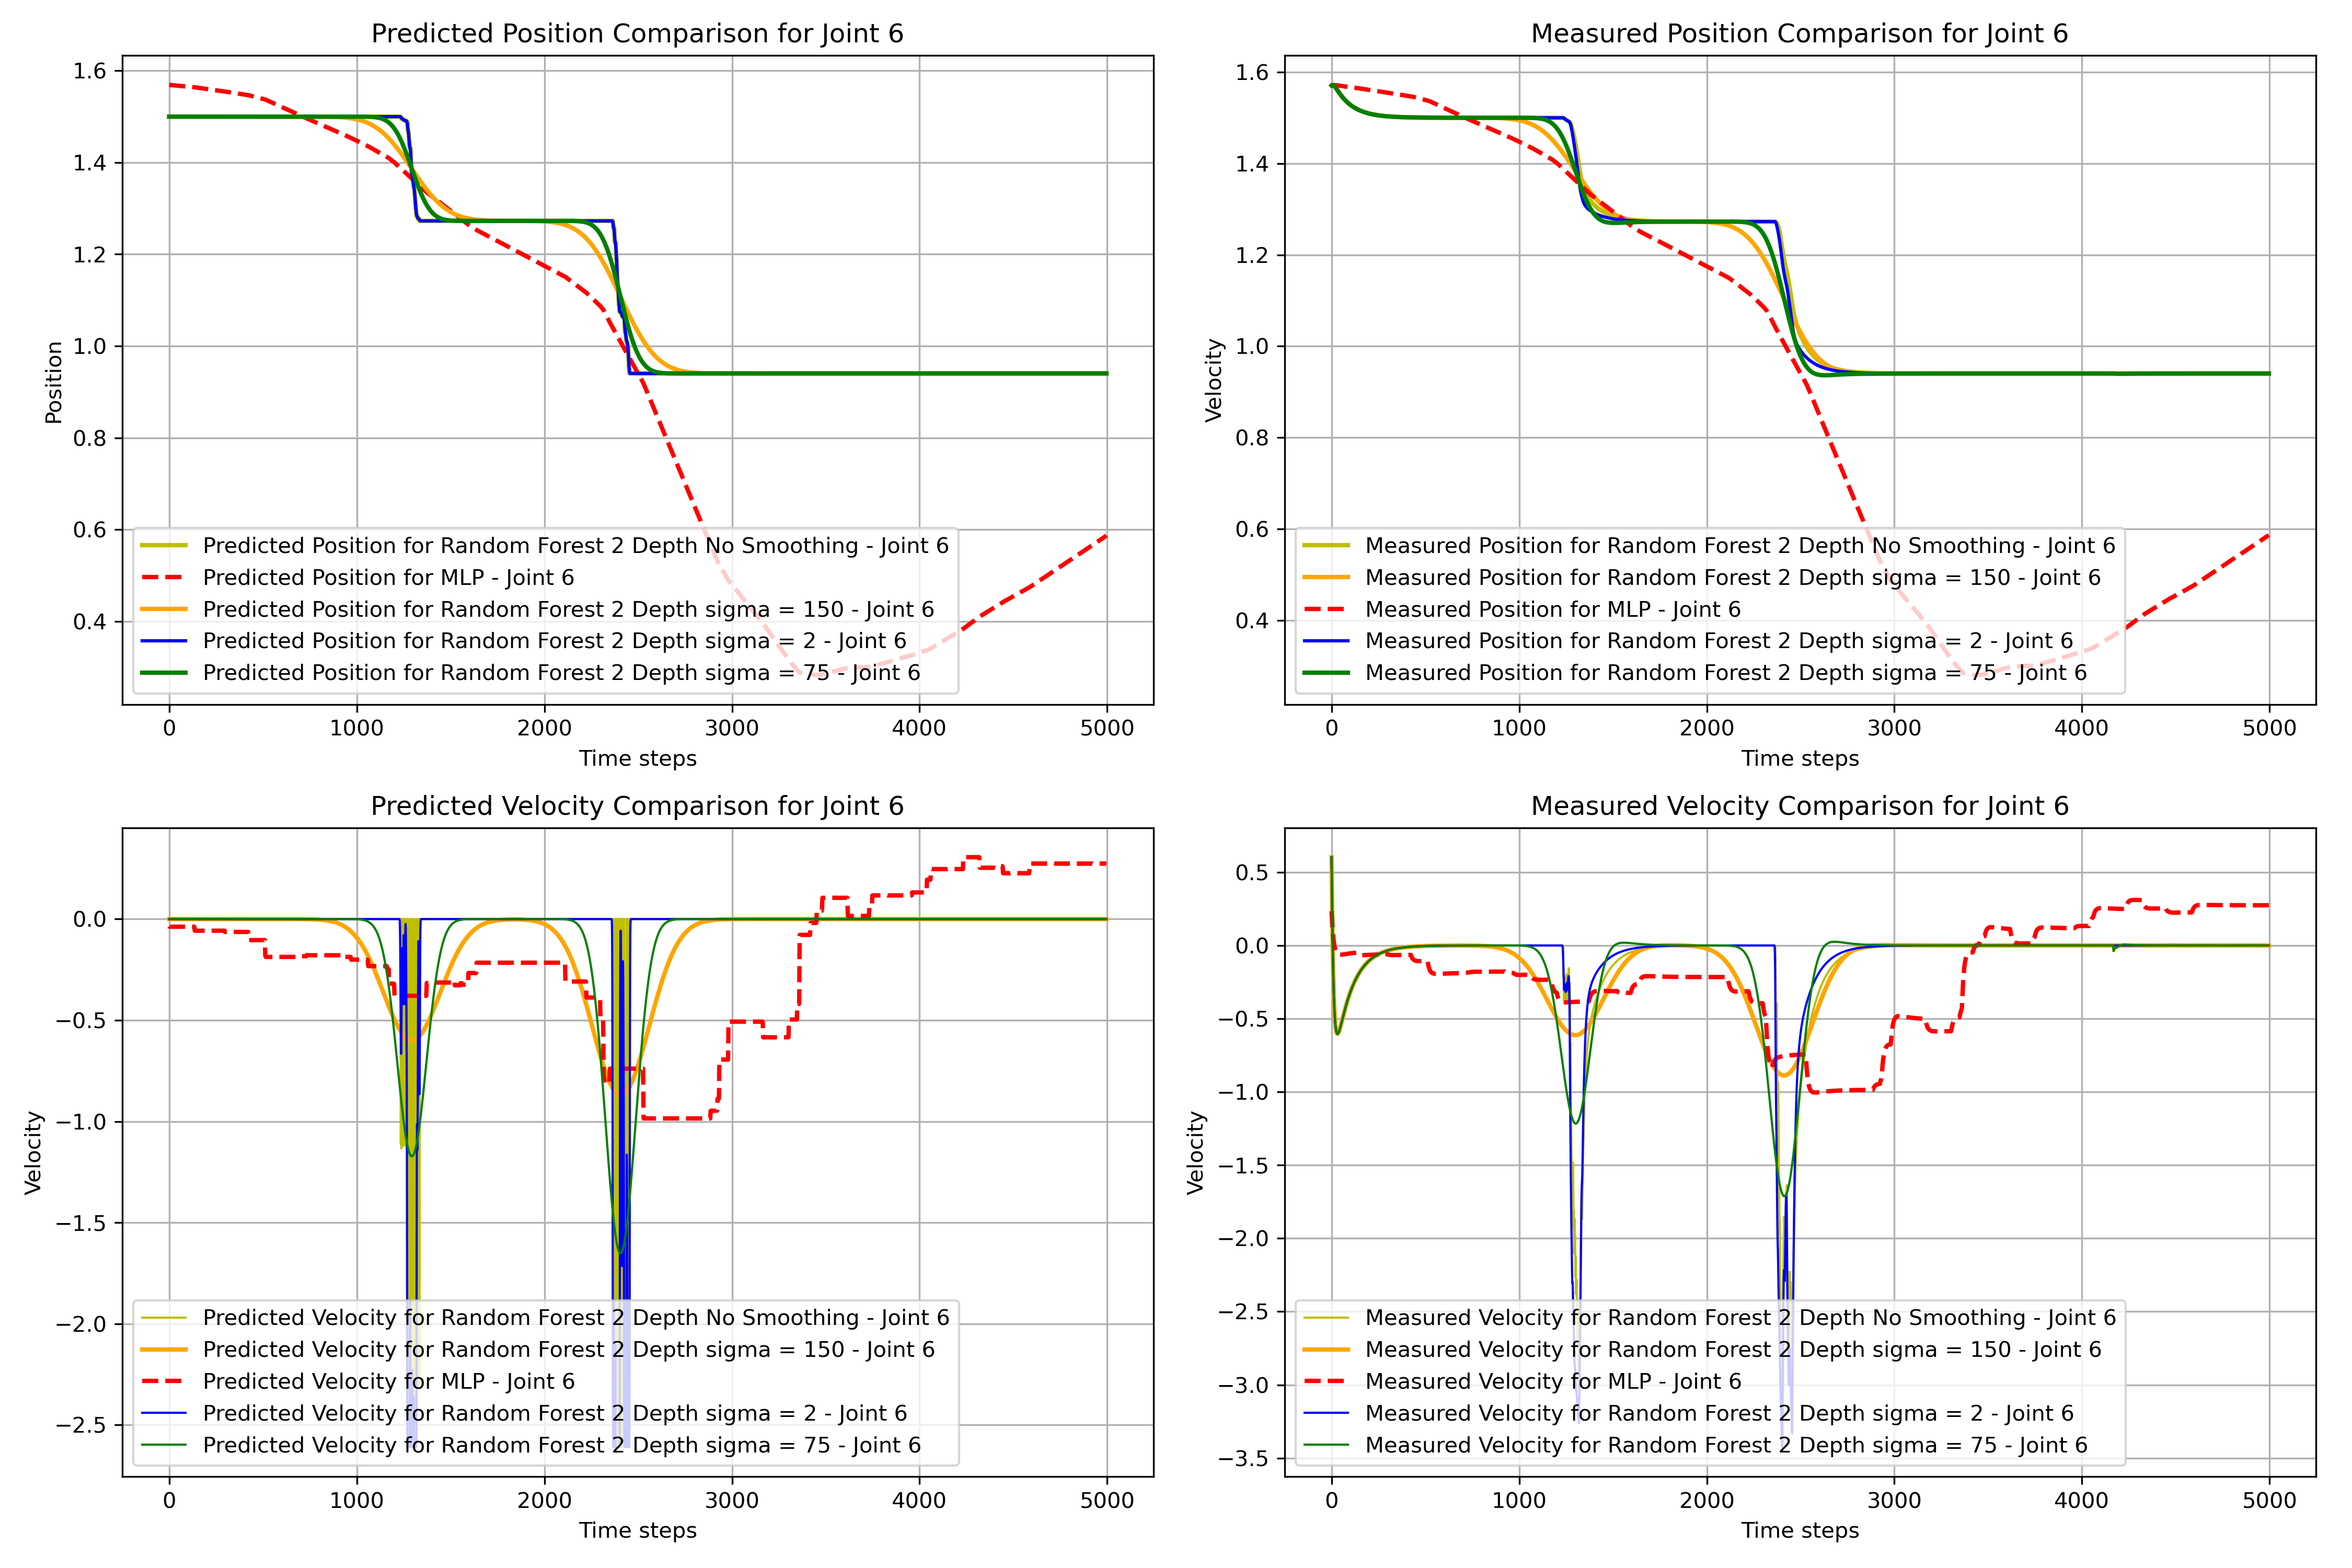 Predicted Position Comparison for Joint 6
Position
1.6
1.4
1.2
1.0
0.8
0.6
0.4
Predicted Position for Random Forest 2 Depth No Smoothing - Joint 6
Predicted Position for MLP - Joint 6
Predicted Position for Random Forest 2 Depth sigma = 150 - Joint 6
Predicted Position for Random Forest 2 Depth sigma = 2 - Joint 6
Predicted Position for Random Forest 2 Depth sigma = 75 - Joint 6
0 1000 2000 3000 4000 5000
Time steps
Measured Position Comparison for Joint 6
Velocity
1.6
1.4
1.2
1.0
0.8
0.6
0.4
Measured Position for Random Forest 2 Depth No Smoothing - Joint 6
Measured Position for Random Forest 2 Depth sigma = 150 - Joint 6
Measured Position for MLP - Joint 6
Measured Position for Random Forest 2 Depth sigma = 2 - Joint 6
Measured Position for Random Forest 2 Depth sigma = 75 - Joint 6
0 1000 2000 3000 4000 5000
Time steps
Predicted Velocity Comparison for Joint 6
Velocity
0.0
−0.5
−1.0
−1.5
−2.0
−2.5
Predicted Velocity for Random Forest 2 Depth No Smoothing - Joint 6
Predicted Velocity for Random Forest 2 Depth sigma = 150 - Joint 6
Predicted Velocity for MLP - Joint 6
Predicted Velocity for Random Forest 2 Depth sigma = 2 - Joint 6
Predicted Velocity for Random Forest 2 Depth sigma = 75 - Joint 6
0 1000 2000 3000 4000 5000
Time steps
Measured Velocity Comparison for Joint 6
Velocity
0.5
0.0
−0.5
−1.0
−1.5
−2.0
−2.5
−3.0
−3.5
Measured Velocity for Random Forest 2 Depth No Smoothing - Joint 6
Measured Velocity for Random Forest 2 Depth sigma = 150 - Joint 6
Measured Velocity for MLP - Joint 6
Measured Velocity for Random Forest 2 Depth sigma = 2 - Joint 6
Measured Velocity for Random Forest 2 Depth sigma = 75 - Joint 6
0 1000 2000 3000 4000 5000
Time steps